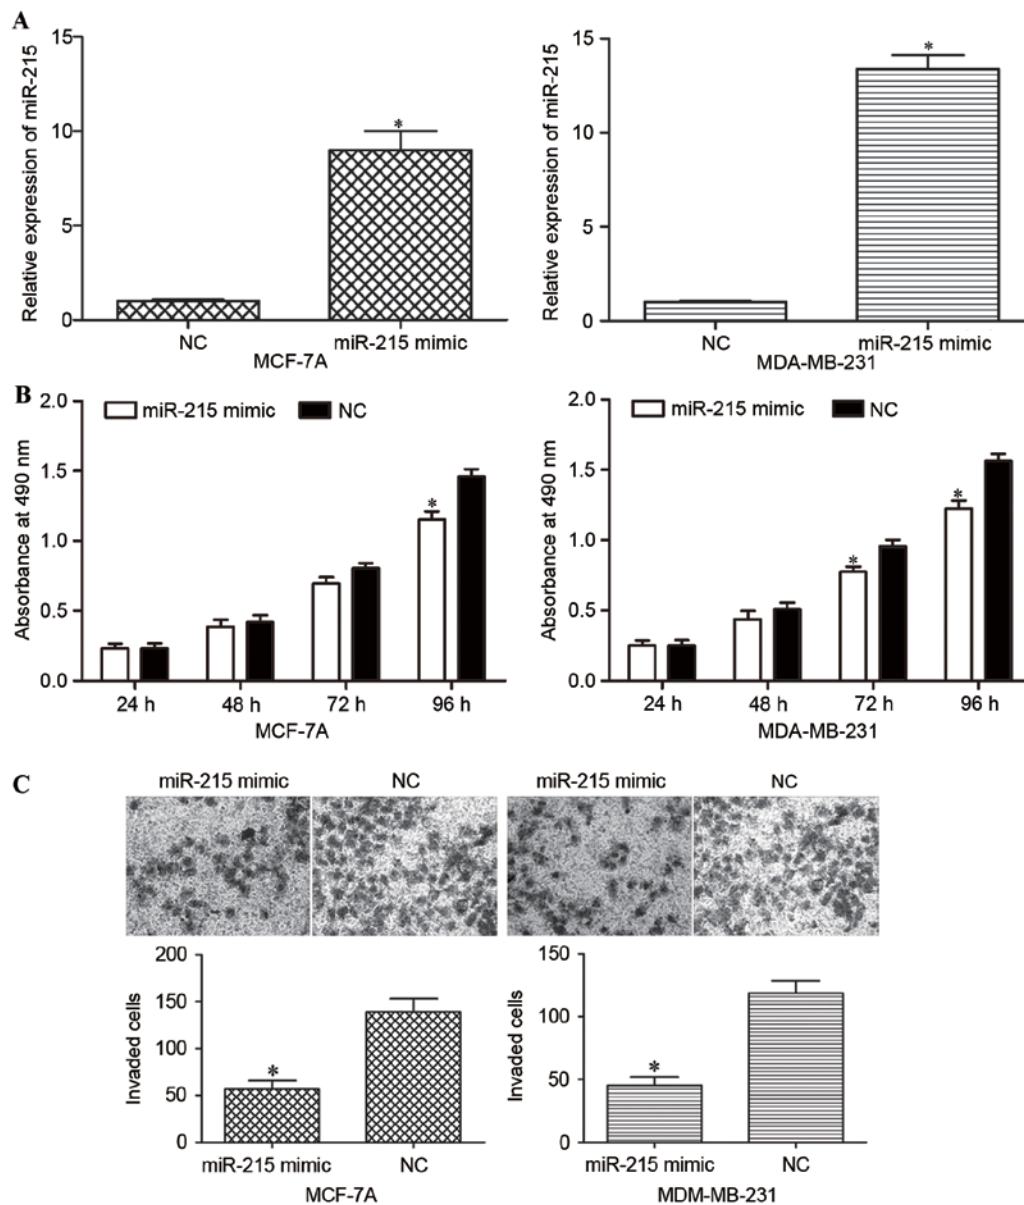 A
Relative expression of miR-215
15
10
5
0
*
NC
miR-215 mimic
MCF-7A
Relative expression of miR-215
15
10
5
0
*
NC
miR-215 mimic
MDA-MB-231
B
Absorbance at 490 nm
2.0
1.5
1.0
0.5
0.0
miR-215 mimic NC
*
24 h 48 h 72 h 96 h
MCF-7A
Absorbance at 490 nm
2.0
1.5
1.0
0.5
0.0
miR-215 mimic NC
* *
24 h 48 h 72 h 96 h
MDA-MB-231
C
miR-215 mimic NC miR-215 mimic NC
Invaded cells
200
150
100
50
0
*
miR-215 mimic NC
MCF-7A
Invaded cells
150
100
50
0
*
miR-215 mimic NC
MDM-MB-231